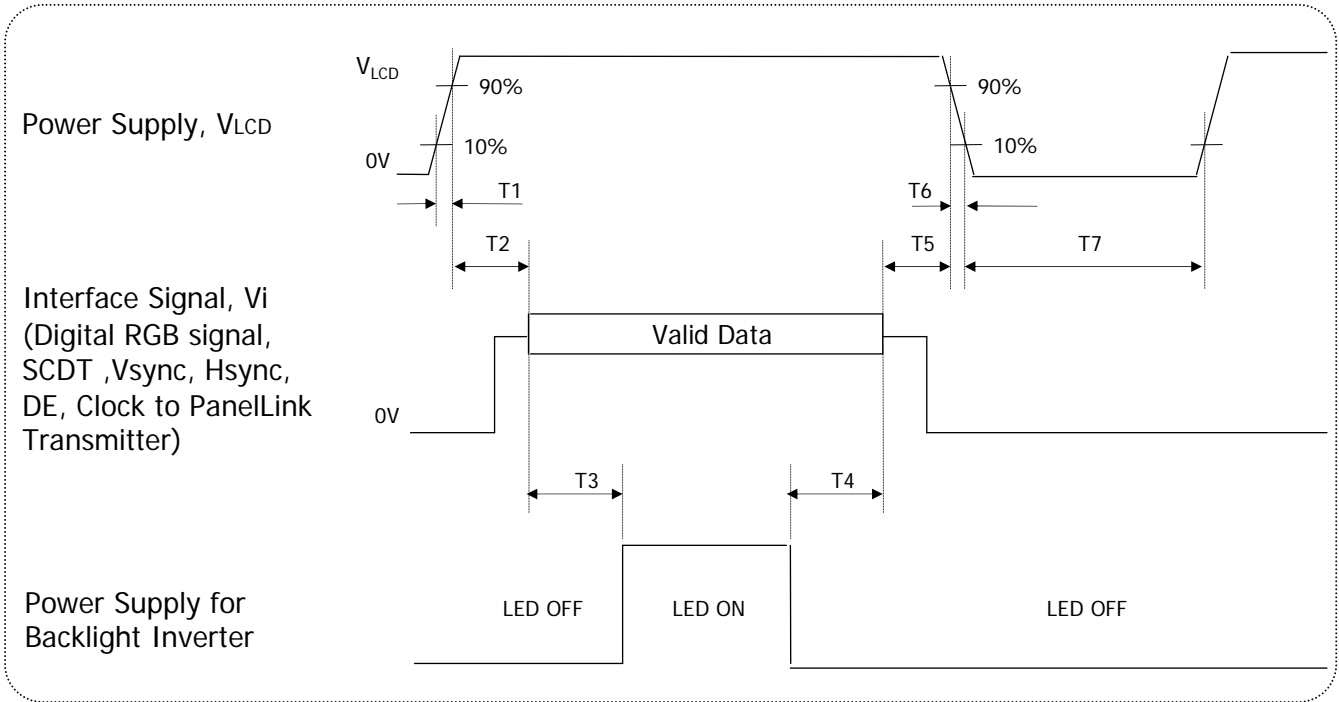 VLCD
90%
90%
Power Supply, VLCD
10%
10%
0V
T1
T6
T2
T5
T7
Interface Signal, Vi
(Digital RGB signal,
SCDT ,Vsync, Hsync,
DE, Clock to PanelLink
Transmitter)
Valid Data
0V
T3
T4
Power Supply for
Backlight Inverter
LED OFF
LED ON
LED OFF